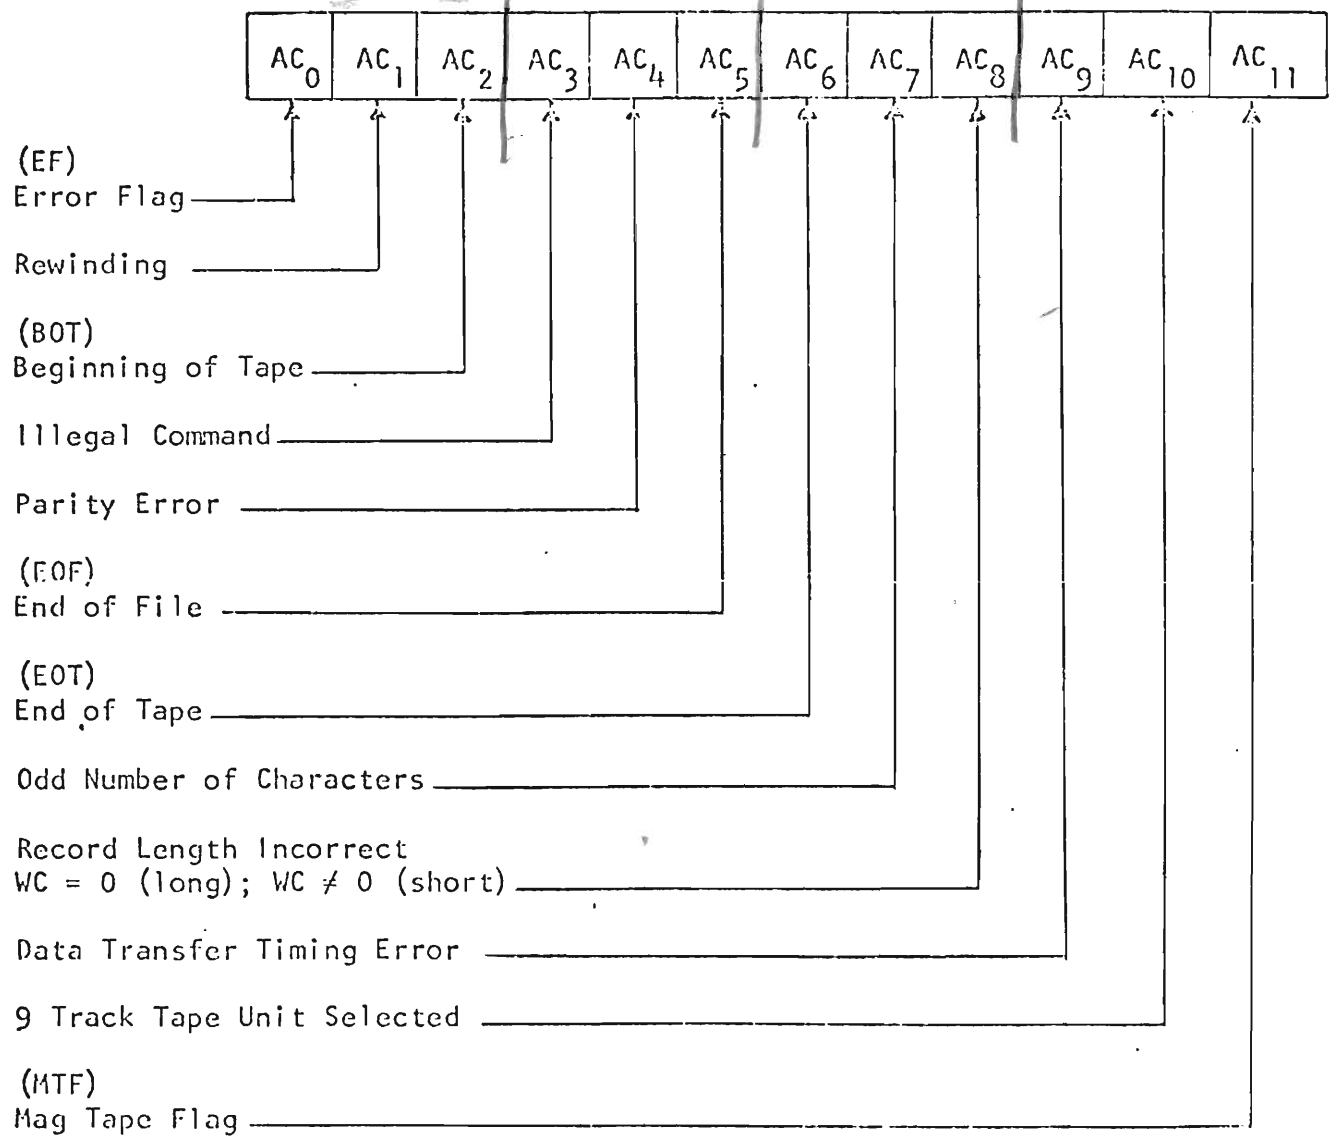 AC0 AC1 AC2 AC3 AC4 AC5 AC6 AC7 AC8 AC9 AC10 AC11
(EF)
Error Flag
Rewinding
(BOT)
Beginning of Tape
Illegal Command
Parity Error
(EOF)
End of File
(EOT)
End of Tape
Odd Number of Characters
Record Length Incorrect
WC = 0 (long); WC ≠ 0 (short)
Data Transfer Timing Error
9 Track Tape Unit Selected
(MTF)
Mag Tape Flag